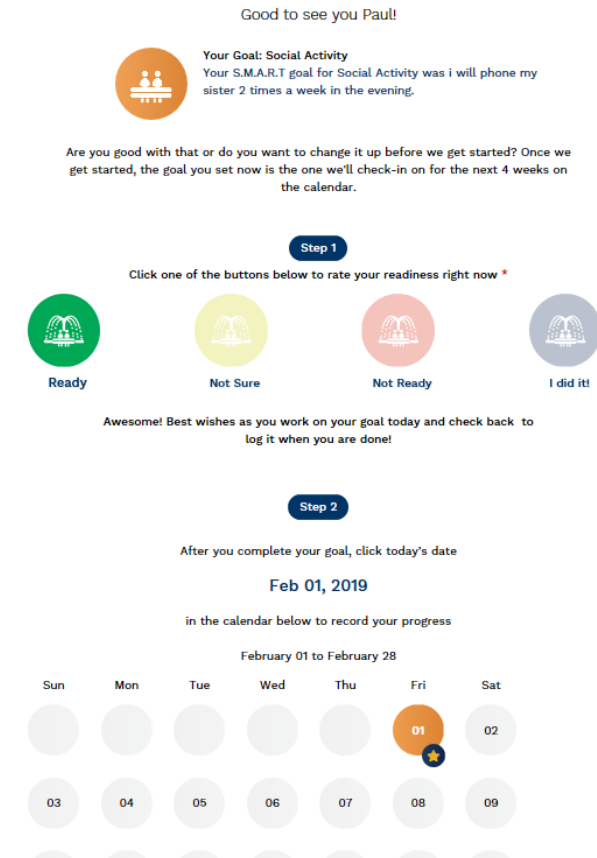 Good to see you Paul!
Your Goal: Social Activity
Your S.M.A.R.T goal for Social Activity was i will phone my
sister 2 times a week in the evening.
Are you good with that or do you want to change it up before we get started? Once we
get started, the goal you set now is the one we'll check-in on for the next 4 weeks on
the calendar.
Step 1
Click one of the buttons below to rate your readiness right now *
Ready Not Sure Not Ready I did it!
Awesome! Best wishes as you work on your goal today and check back to
log it when you are done!
Step 2
After you complete your goal, click today's date
Feb 01, 2019
in the calendar below to record your progress
February 01 to February 28
Sun Mon Tue Wed Thu Fri Sat
01 02
03 04 05 06 07 08 09